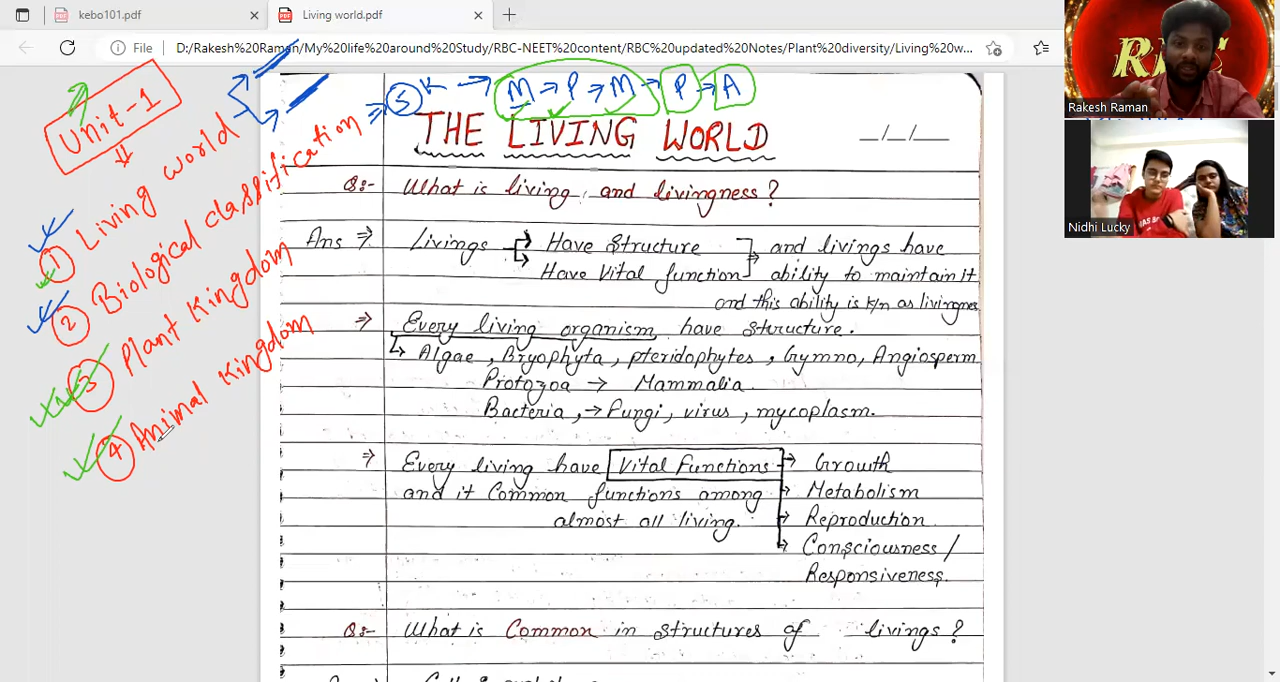 kebo101.pdf
Living world.pdf
File
D:/Rakesh%20Raman/My%20life%20around%20Study/RBC-NEET%20content/RBC%20updated%20Notes/Plant%20diversity/Living%20w...
Rakesh Raman
Nidhi Lucky
Unit-1
① Living world
② Biological classification ⇒ ⑤ K → M → P → M → P → A
③ Plant Kingdom
④ Animal Kingdom
THE LIVING WORLD
_/_/_
Q:- What is living, and livingness?
Ans ⇒ Livings → Have Structure and livings have
→ Have Vital function ability to maintain it
and this ability is k/n as livingnes
⇒ Every living organism have structure.
↳ Algae, Bryophyta, pteridophytes, Gymno, Angiosperm
Protozoa → Mammalia
Bacteria, → Fungi, virus, mycoplasm.
⇒ Every living have Vital Functions → Growth
and it Common functions among → Metabolism
almost all living. → Reproduction
→ Consciousness /
Responsiveness.
Q:- What is Common in structures of livings?